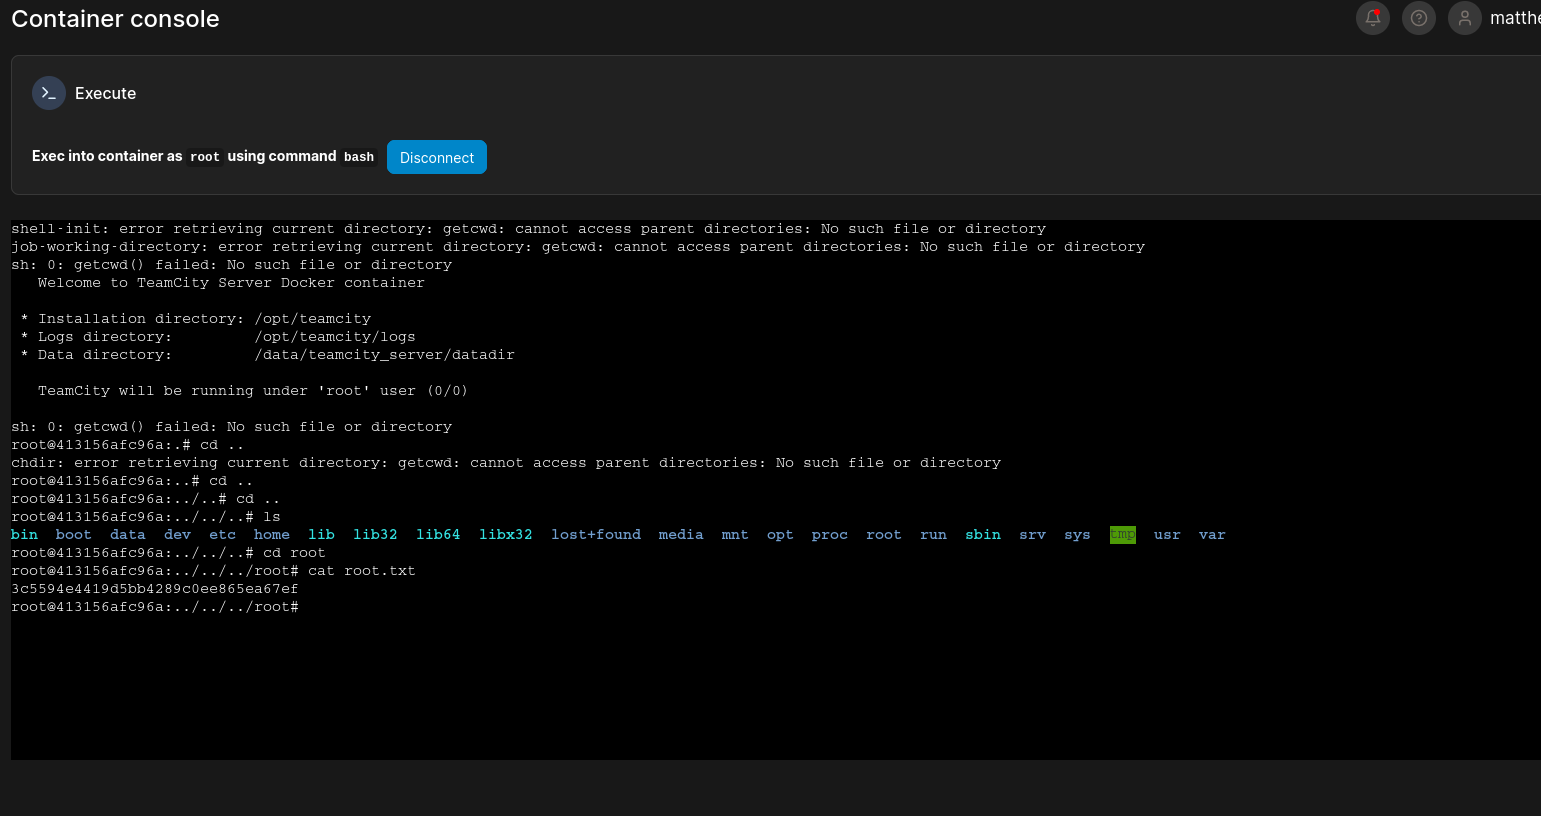 Container console
matthe
Execute
Exec into container as root using command bash Disconnect
shell-init: error retrieving current directory: getcwd: cannot access parent directories: No such file or directory
job-working-directory: error retrieving current directory: getcwd: cannot access parent directories: No such file or directory
sh: 0: getcwd() failed: No such file or directory
   Welcome to TeamCity Server Docker container

 * Installation directory: /opt/teamcity
 * Logs directory:         /opt/teamcity/logs
 * Data directory:         /data/teamcity_server/datadir

   TeamCity will be running under 'root' user (0/0)

sh: 0: getcwd() failed: No such file or directory
root@413156afc96a:.# cd ..
chdir: error retrieving current directory: getcwd: cannot access parent directories: No such file or directory
root@413156afc96a:..# cd ..
root@413156afc96a:../..# cd ..
root@413156afc96a:../../..# ls
bin  boot  data  dev  etc  home  lib  lib32  lib64  libx32  lost+found  media  mnt  opt  proc  root  run  sbin  srv  sys  tmp  usr  var
root@413156afc96a:../../..# cd root
root@413156afc96a:../../../root# cat root.txt
3c5594e4419d5bb4289c0ee865ea67ef
root@413156afc96a:../../../root#